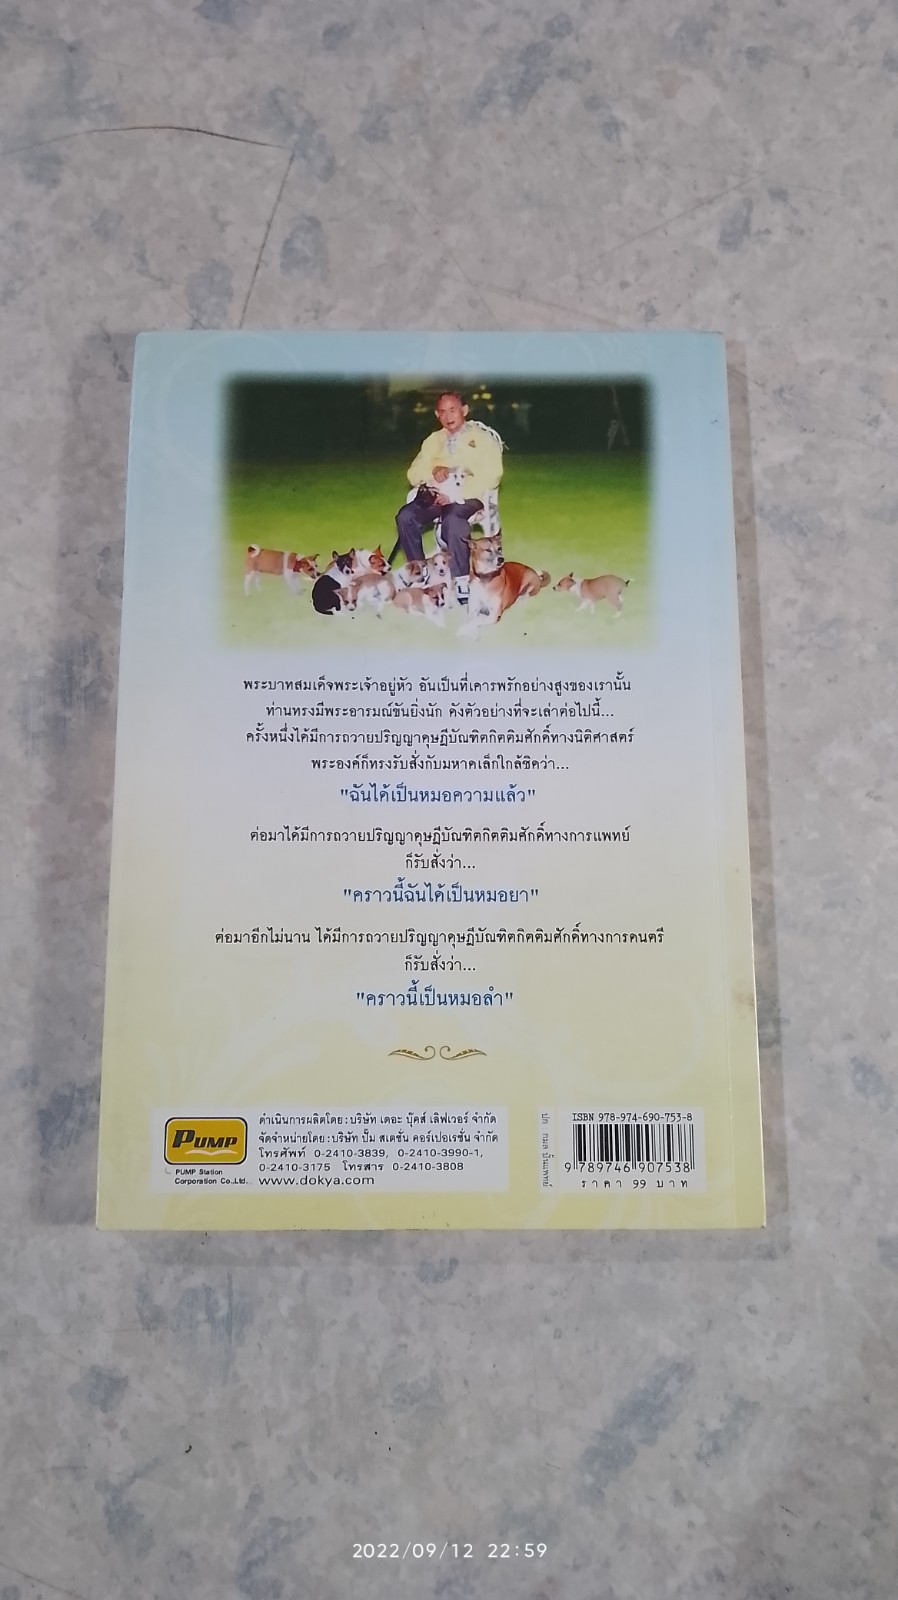 พระบาทสมเด็จพระเจ้าอยู่หัว อันเป็นที่เคารพรักอย่างสูงของเรานั้น
ท่านทรงมีพระอารมณ์ขันยิ่งนัก ดังตัวอย่างที่จะเล่าต่อไปนี้...
ครั้งหนึ่งได้มีการถวายปริญญาดุษฎีบัณฑิตกิตติมศักดิ์ทางนิติศาสตร์
พระองค์ก็ทรงรับสั่งกับมหาดเล็กใกล้ชิดว่า...
"ฉันได้เป็นหมอความแล้ว"
ต่อมาได้มีการถวายปริญญาดุษฎีบัณฑิตกิตติมศักดิ์ทางการแพทย์
ก็รับสั่งว่า...
"คราวนี้ฉันได้เป็นหมอยา"
ต่อมาอีกไม่นาน ได้มีการถวายปริญญาดุษฎีบัณฑิตกิตติมศักดิ์ทางการดนตรี
ก็รับสั่งว่า...
"คราวนี้เป็นหมอลำ"
PUMP
PUMP Station
Corporation Co.,Ltd.
ดำเนินการผลิตโดย : บริษัท เดอะ บุ๊คส์ เลิฟเวอร์ จำกัด
จัดจำหน่ายโดย : บริษัท ปั๊ม สเตชั่น คอร์เปอเรชั่น จำกัด
โทรศัพท์ 0-2410-3839, 0-2410-3990-1,
0-2410-3175 โทรสาร 0-2410-3808
www.dokya.com
ISBN 978-974-690-753-8
9 789746 907538
ราคา 99 บาท
2022/09/12 22:59